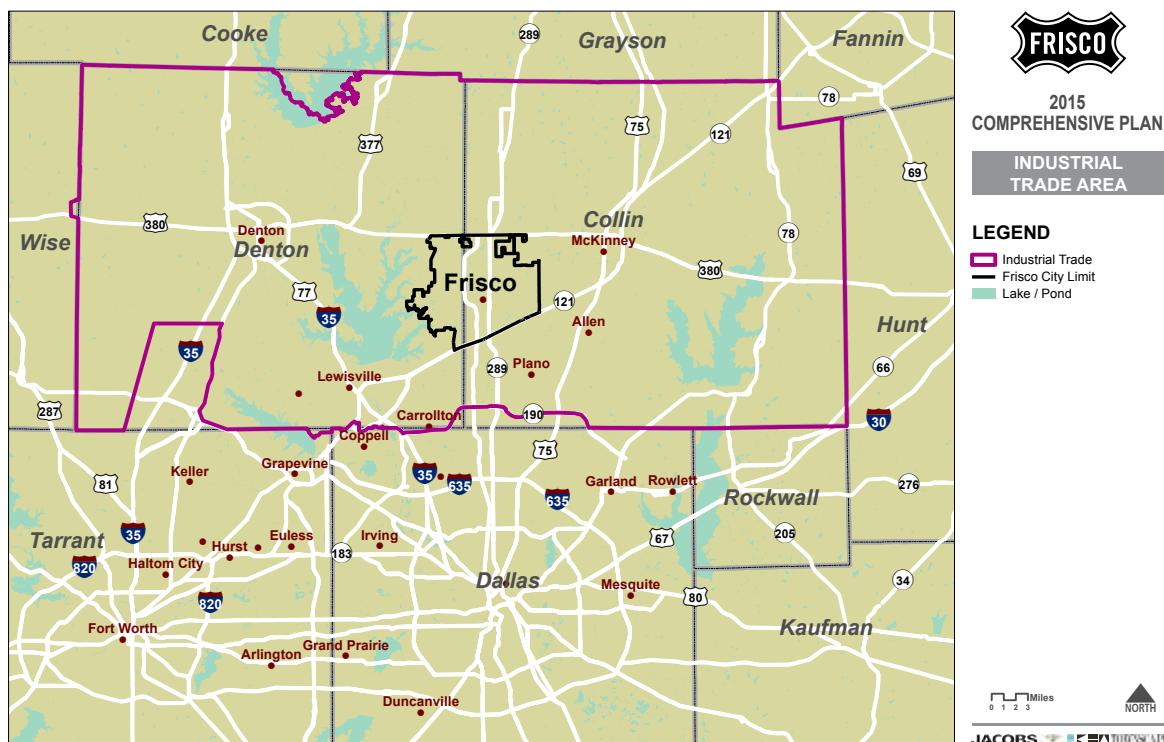 Cooke
289
Grayson
Fannin
78
75
121
377
69
Collin
380
Denton
Denton
McKinney
78
Wise
380
77
Frisco
121
35
Allen
Hunt
35
289
Plano
66
Lewisville
287
190
Carrollton
30
Coppell
75
Keller
Grapevine
81
35
635
635
Garland
Rowlett
276
Rockwall
Tarrant
35
Euless
Irving
67
205
Hurst
183
820
Haltom City
Dallas
34
Mesquite
80
820
Kaufman
Fort Worth
Grand Prairie
Arlington
Duncanville
FRISCO
2015
COMPREHENSIVE PLAN
INDUSTRIAL
TRADE AREA
LEGEND
Industrial Trade
Frisco City Limit
Lake / Pond
Miles
0 1 2 3
NORTH
JACOBS